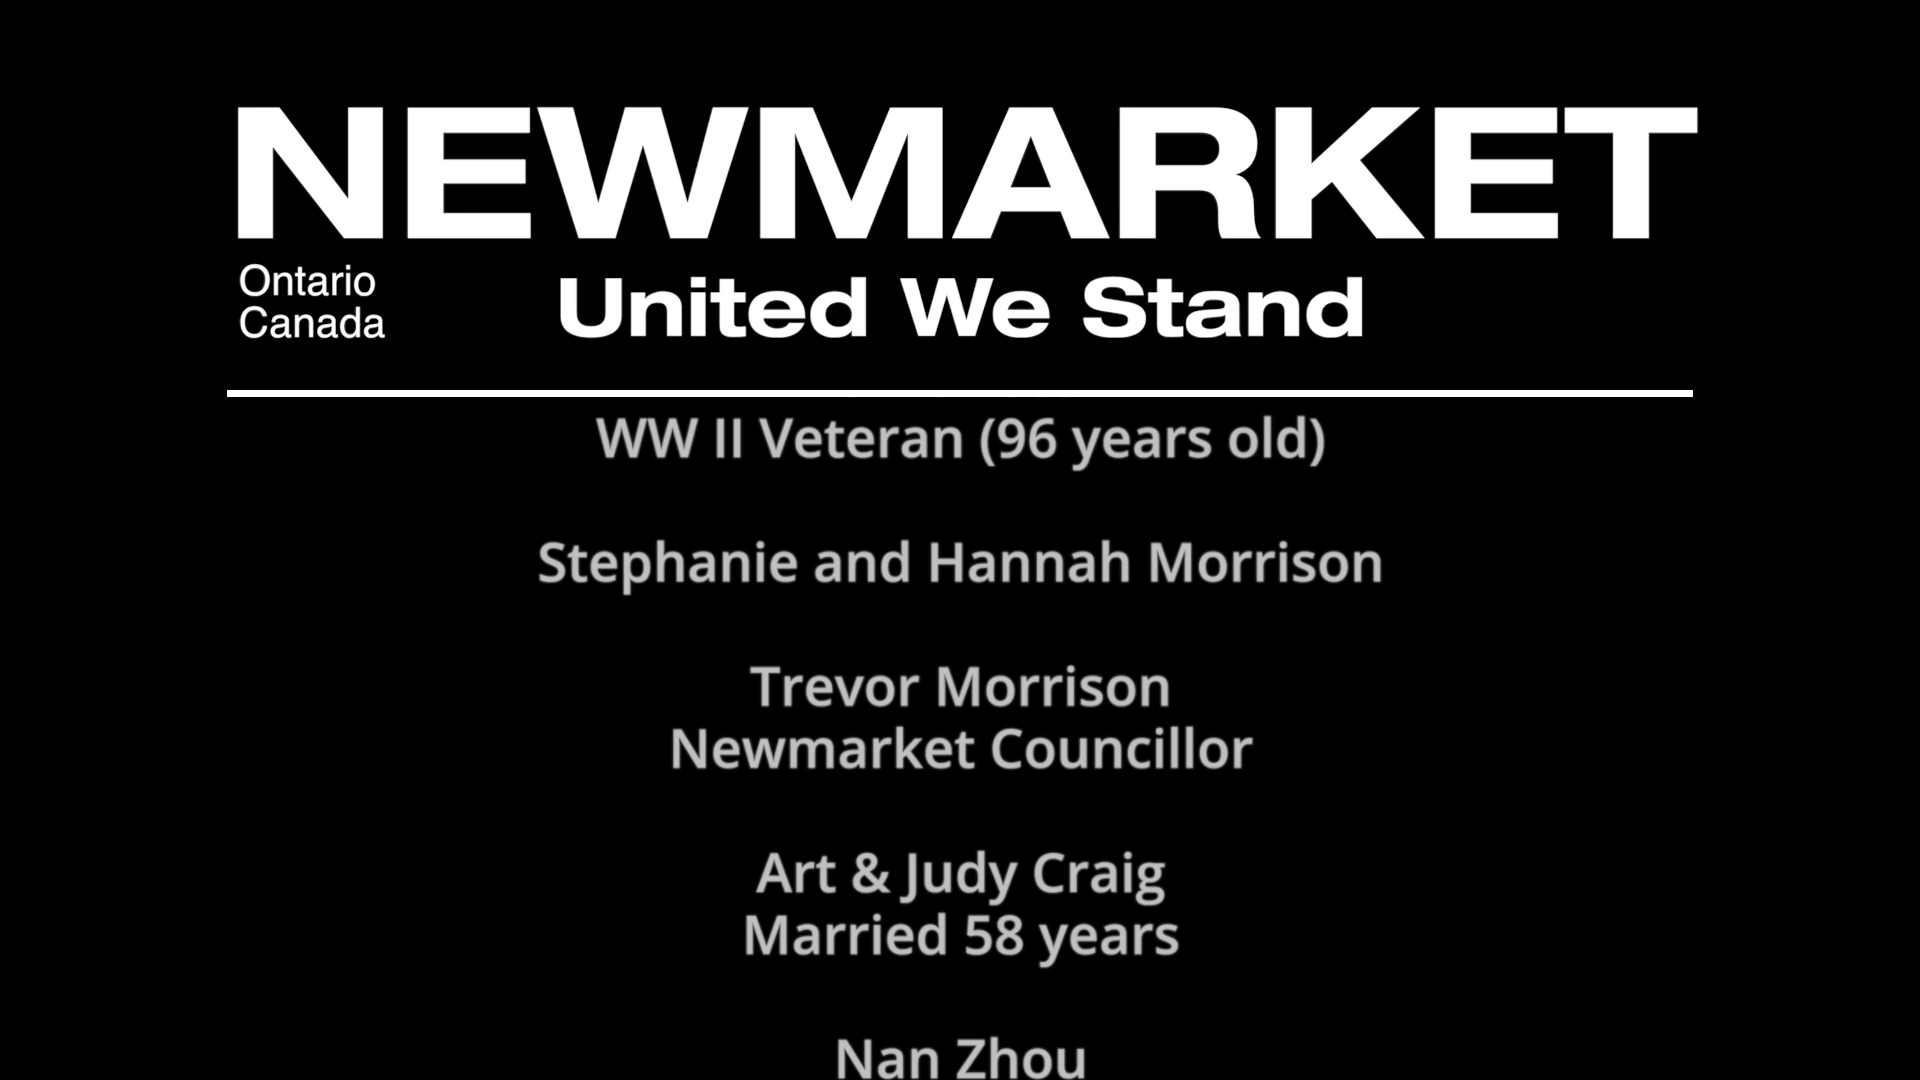 NEWMARKET
Ontario
Canada
United We Stand
WW II Veteran (96 years old)
Stephanie and Hannah Morrison
Trevor Morrison
Newmarket Councillor
Art & Judy Craig
Married 58 years
Nan Zhou